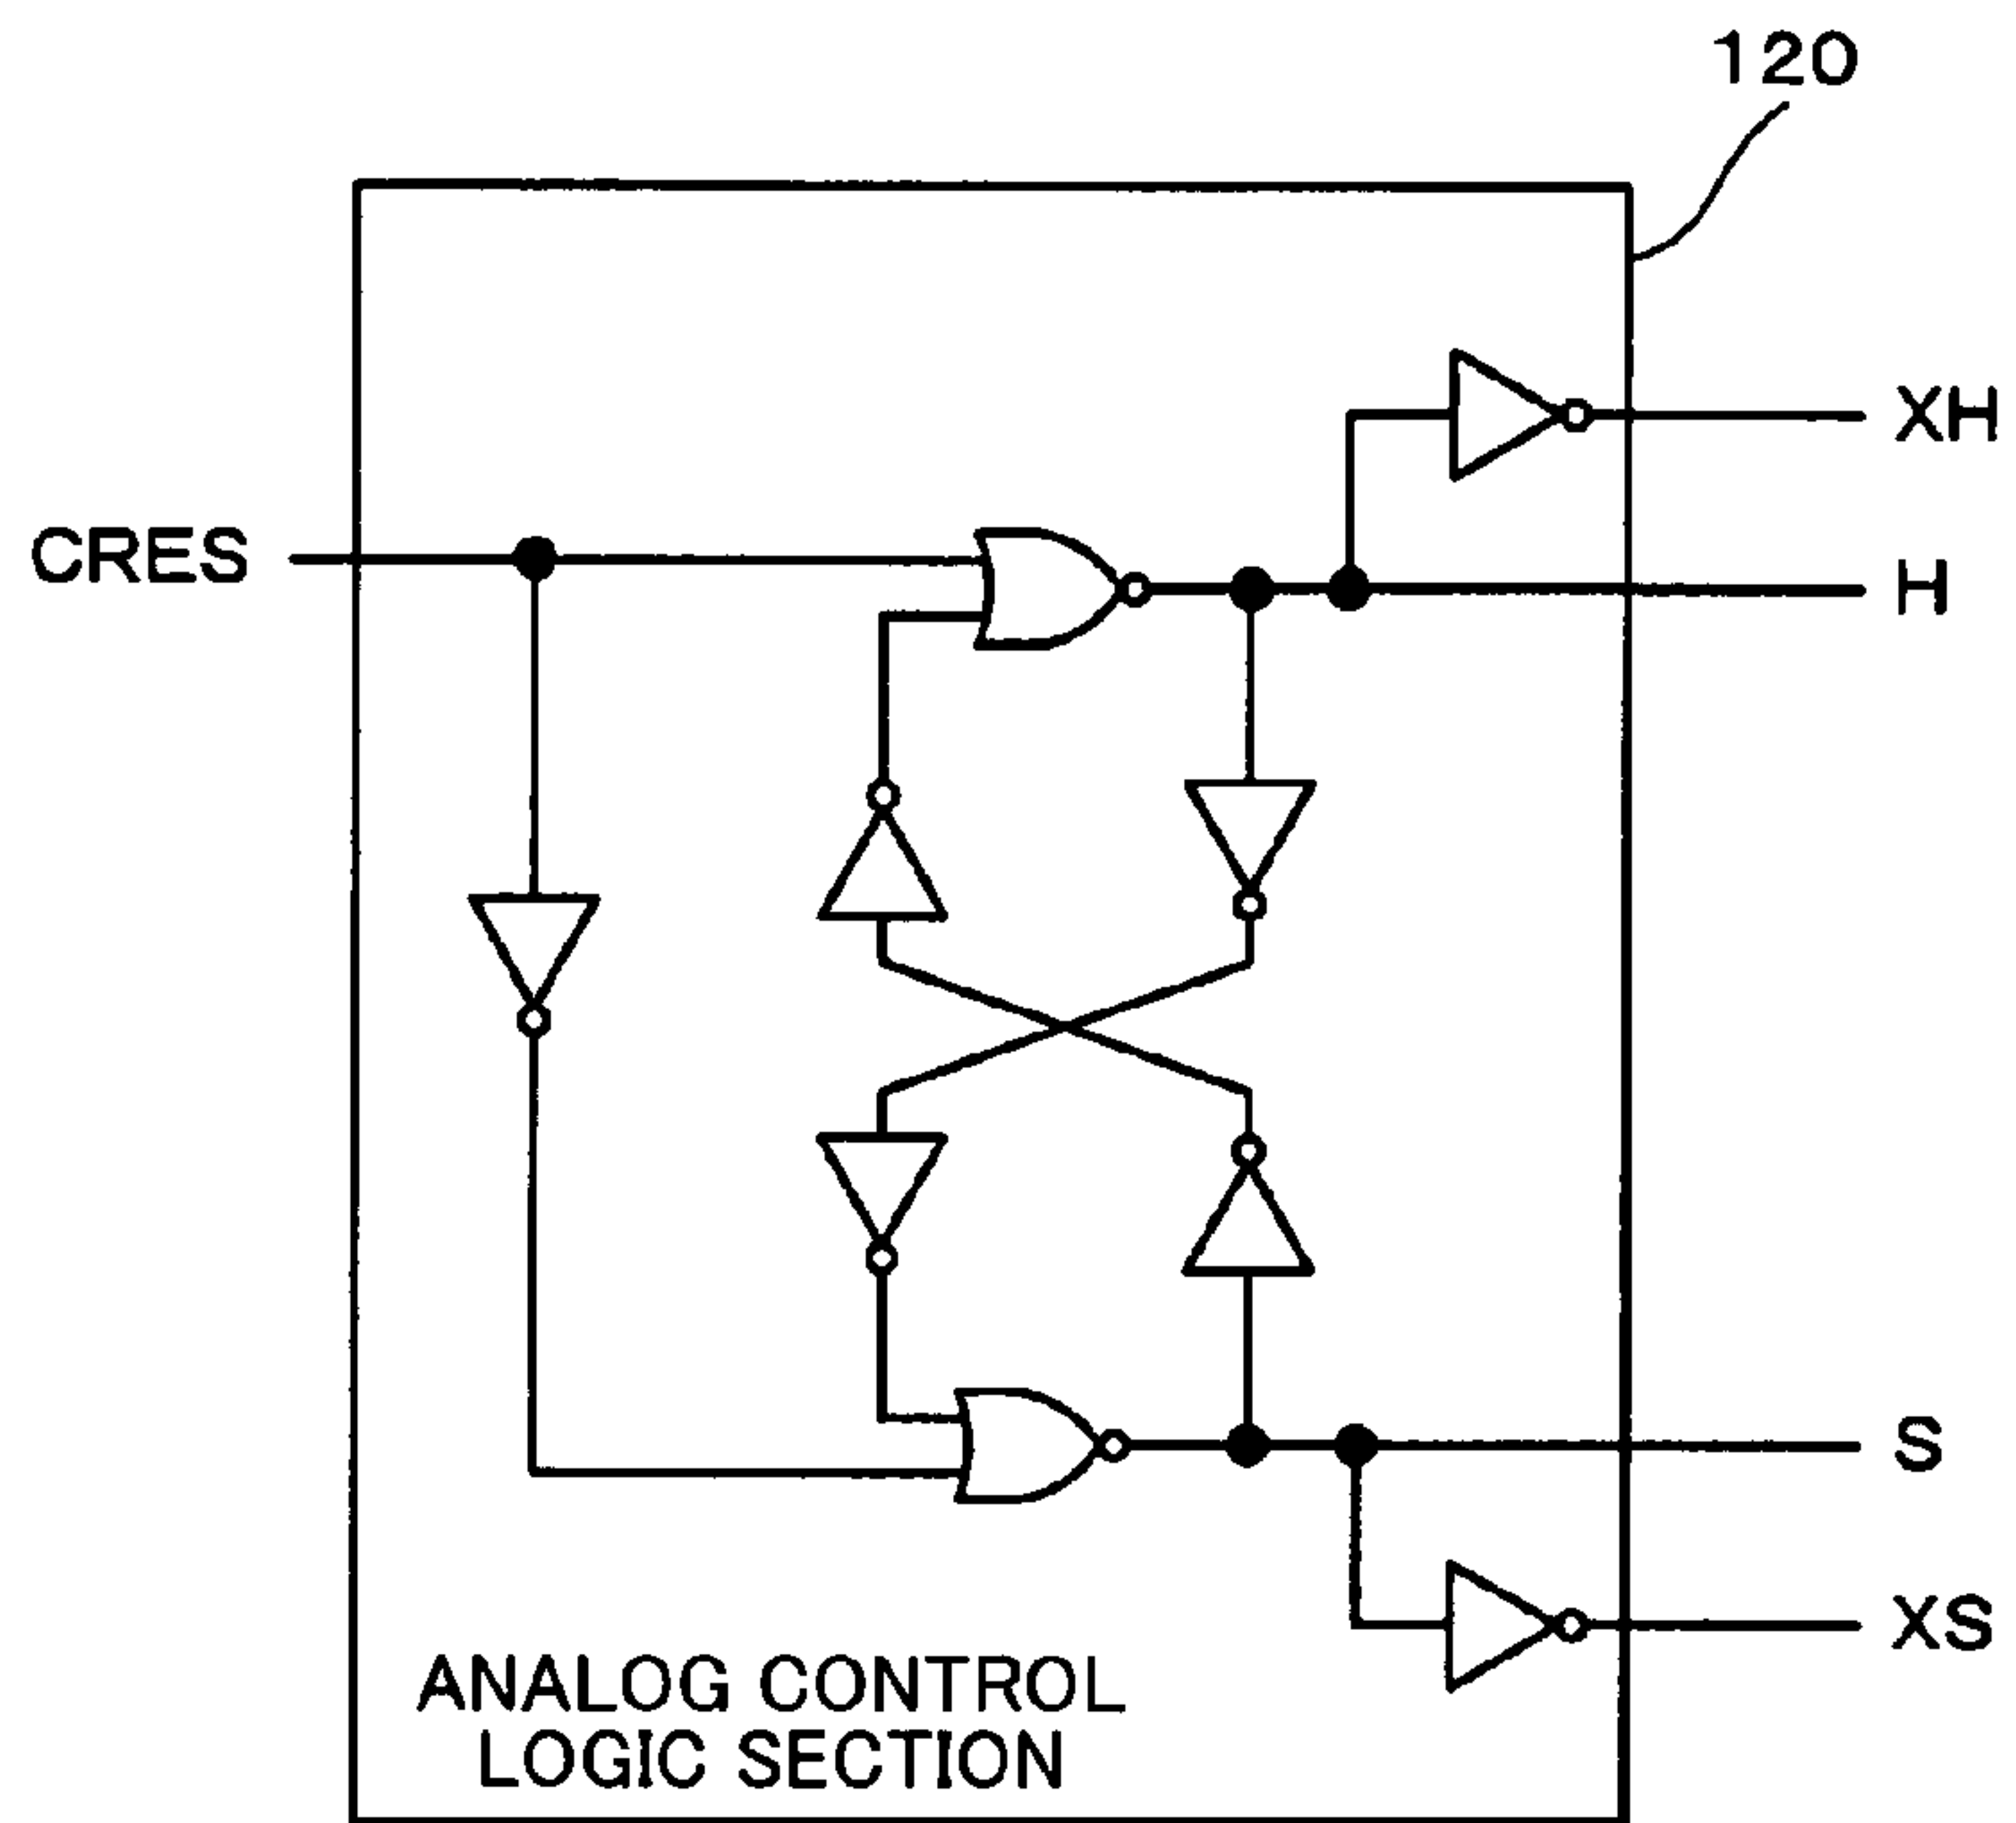 120
XH
CRES
H
S
XS
ANALOG CONTROL
LOGIC SECTION